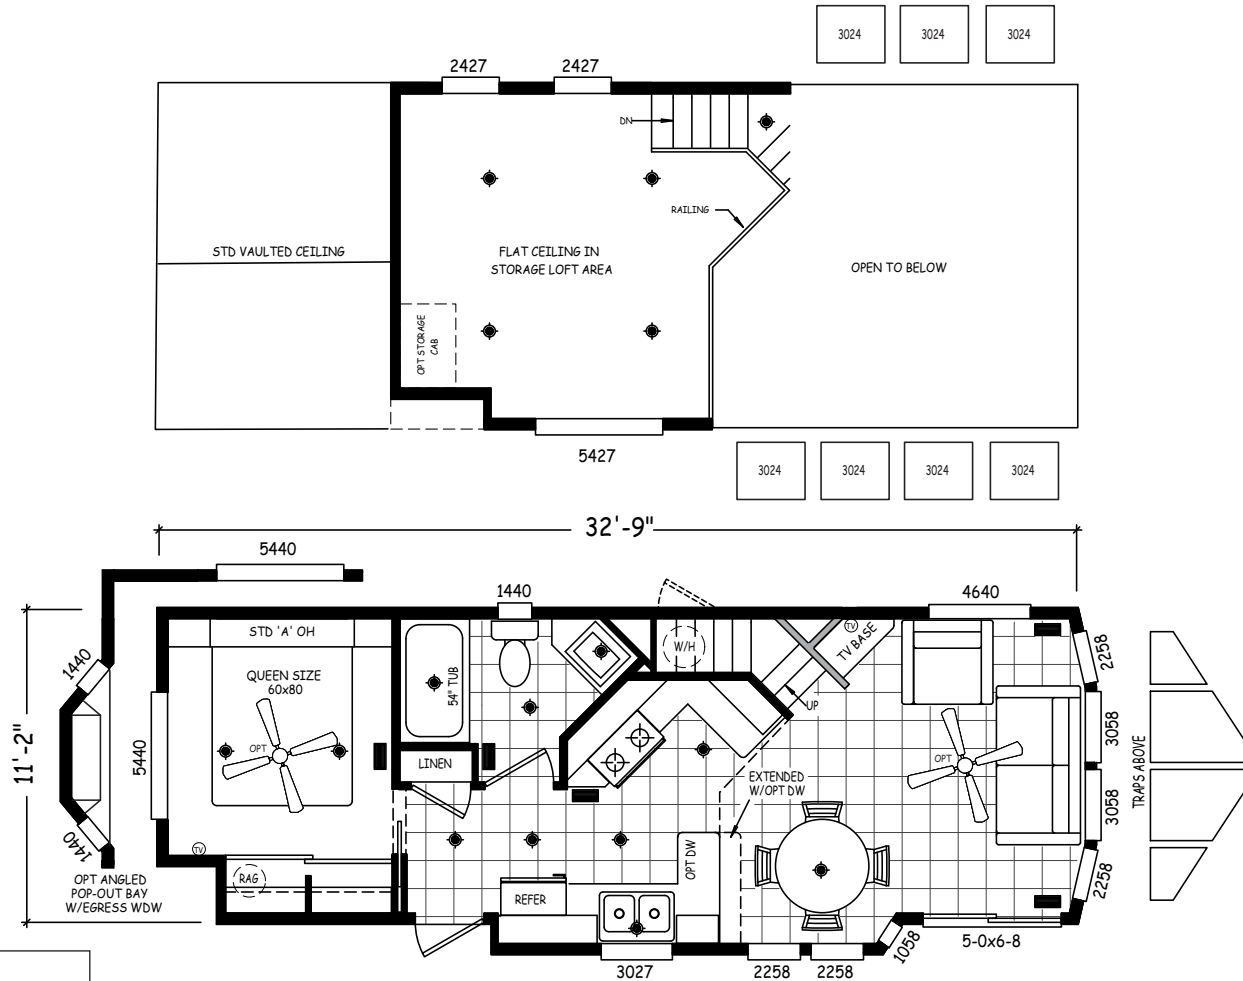 3024
3024
3024
2427
2427
DN
RAILING
STD VAULTED CEILING
FLAT CEILING IN
STORAGE LOFT AREA
OPEN TO BELOW
OPT STORAGE
CAB
5427
3024
3024
3024
3024
32'-9"
5440
1440
4640
STD 'A' OH
W/H
TV
TV BASE
2258
1440
QUEEN SIZE
60x80
54" TUB
UP
11'-2"
5440
OPT
3058
OPT
LINEN
EXTENDED
W/OPT DW
TRAPS ABOVE
3058
1440
TV
OPT DW
2258
OPT ANGLED
POP-OUT BAY
W/EGRESS WDW
RAG
REFER
1058
5-0x6-8
3027
2258
2258